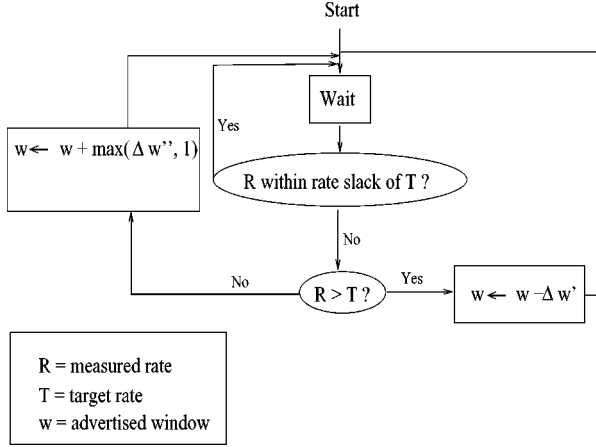 Start
Wait
Yes
w← w + max(Δ w'', 1)
R within rate slack of T ?
No
No
R > T ?
Yes
w← w –Δ w'
R = measured rate
T = target rate
w = advertised window